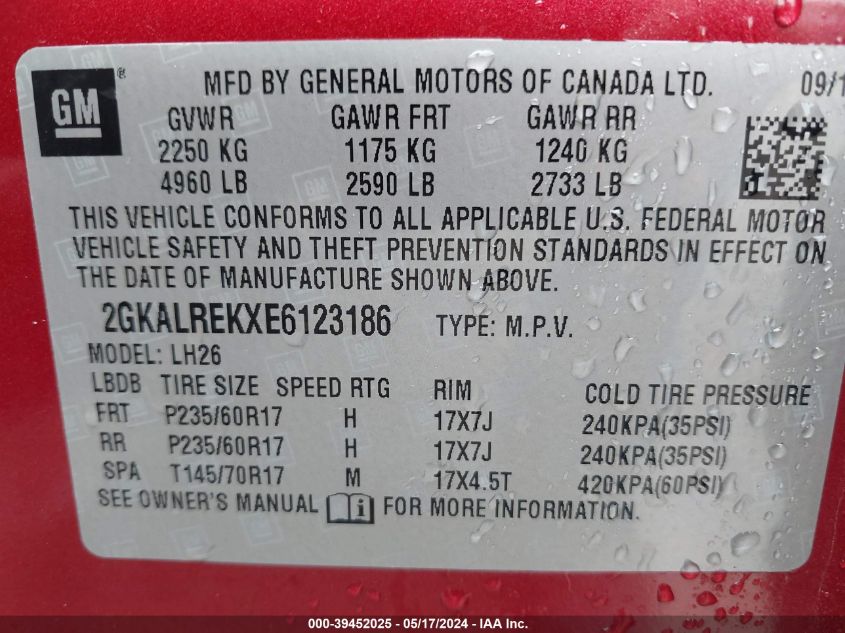 GM ®
MFD BY GENERAL MOTORS OF CANADA LTD. 09/1
GVWR GAWR FRT GAWR RR
2250 KG 1175 KG 1240 KG
4960 LB 2590 LB 2733 LB
THIS VEHICLE CONFORMS TO ALL APPLICABLE U.S. FEDERAL MOTOR
VEHICLE SAFETY AND THEFT PREVENTION STANDARDS IN EFFECT ON
THE DATE OF MANUFACTURE SHOWN ABOVE.
2GKALREKXE6123186 TYPE: M.P.V.
MODEL: LH26
LBDB TIRE SIZE SPEED RTG RIM COLD TIRE PRESSURE
FRT P235/60R17 H 17X7J 240KPA(35PSI)
RR P235/60R17 H 17X7J 240KPA(35PSI)
SPA T145/70R17 M 17X4.5T 420KPA(60PSI)
SEE OWNER'S MANUAL i FOR MORE INFORMATION.
000-39452025 - 05/17/2024 - IAA Inc.